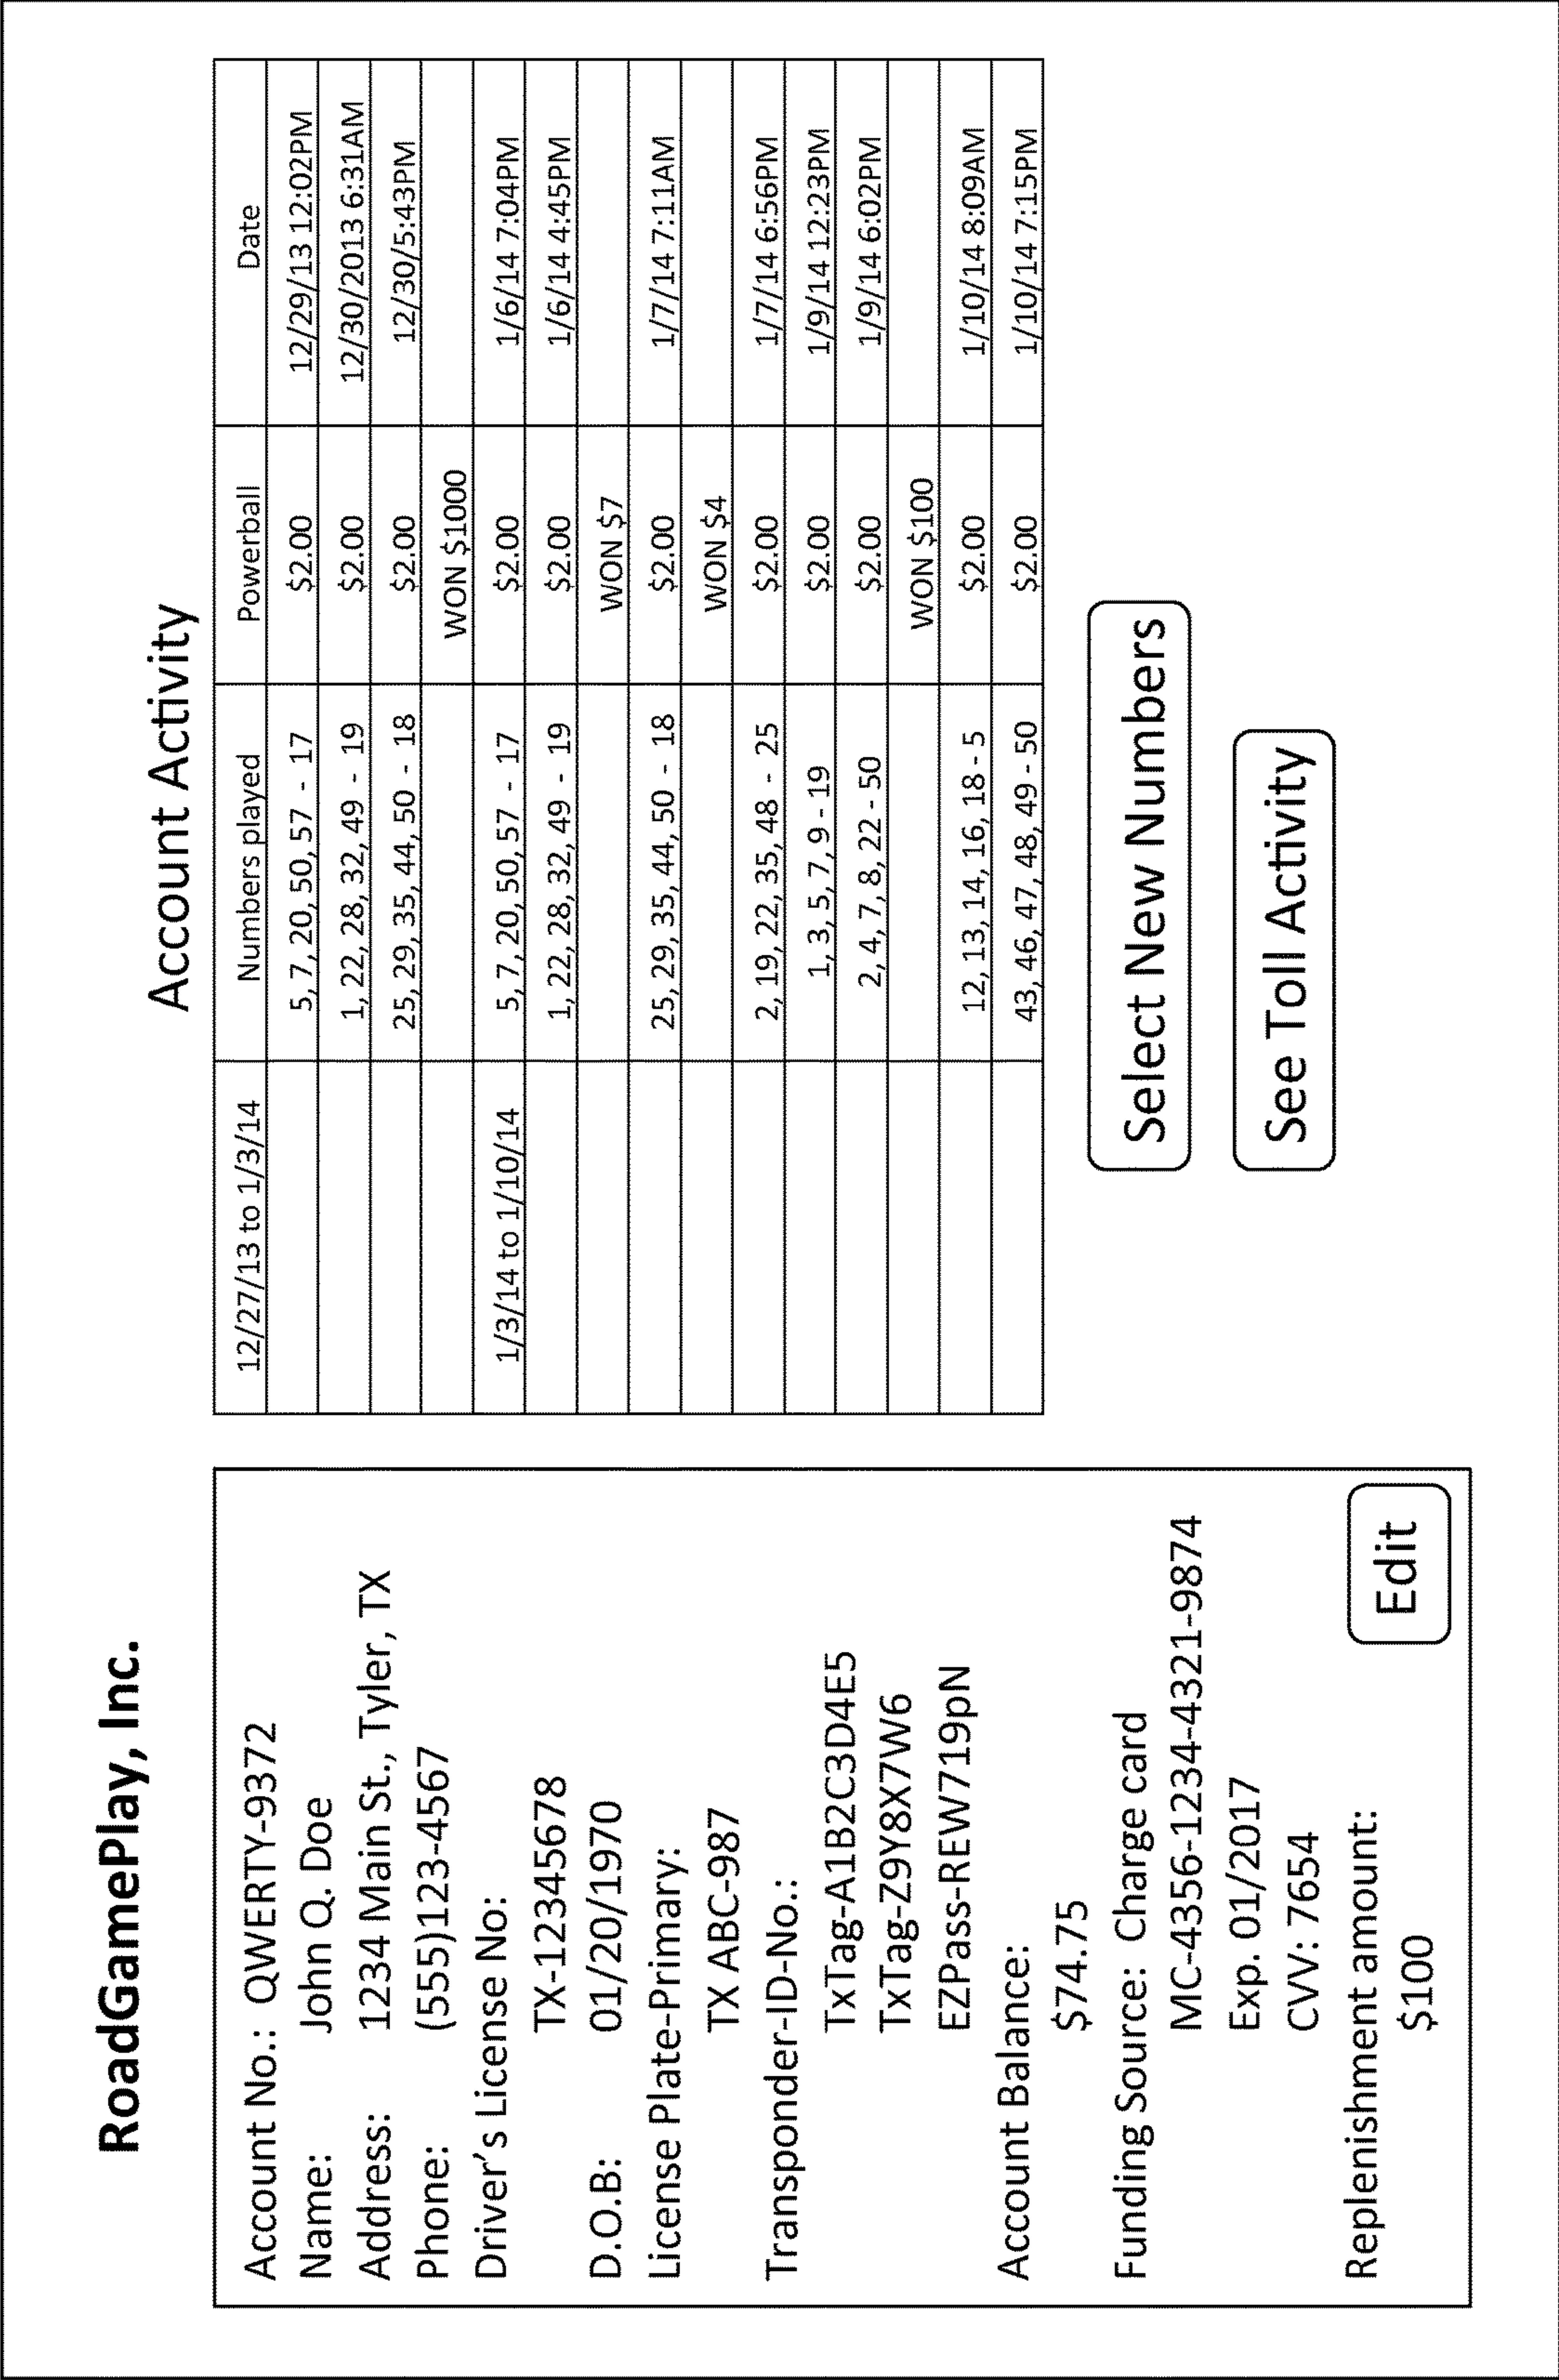 RoadGamePlay, Inc.
Account No.: QWERTY-9372
Name: John Q. Doe
Address: 1234 Main St., Tyler, TX
Phone: (555)123-4567
Driver's License No:
TX-12345678
D.O.B: 01/20/1970
License Plate-Primary:
TX ABC-987
Transponder-ID-No.:
TxTag-A1B2C3D4E5
TxTag-Z9Y8X7W6
EZPass-REW719pN
Account Balance:
$74.75
Funding Source: Charge card
MC-4356-1234-4321-9874
Exp. 01/2017
CVV: 7654
Replenishment amount:
$100
Edit
Account Activity
12/27/13 to 1/3/14 Numbers played Powerball Date
5, 7, 20, 50, 57 - 17 $2.00 12/29/13 12:02PM
1, 22, 28, 32, 49 - 19 $2.00 12/30/2013 6:31AM
25, 29, 35, 44, 50 - 18 $2.00 12/30/5:43PM
WON $1000
1/3/14 to 1/10/14 5, 7, 20, 50, 57 - 17 $2.00 1/6/14 7:04PM
1, 22, 28, 32, 49 - 19 $2.00 1/6/14 4:45PM
WON $7
25, 29, 35, 44, 50 - 18 $2.00 1/7/14 7:11AM
WON $4
2, 19, 22, 35, 48 - 25 $2.00 1/7/14 6:56PM
1, 3, 5, 7, 9 - 19 $2.00 1/9/14 12:23PM
2, 4, 7, 8, 22 - 50 $2.00 1/9/14 6:02PM
WON $100
12, 13, 14, 16, 18 - 5 $2.00 1/10/14 8:09AM
43, 46, 47, 48, 49 - 50 $2.00 1/10/14 7:15PM
Select New Numbers
See Toll Activity